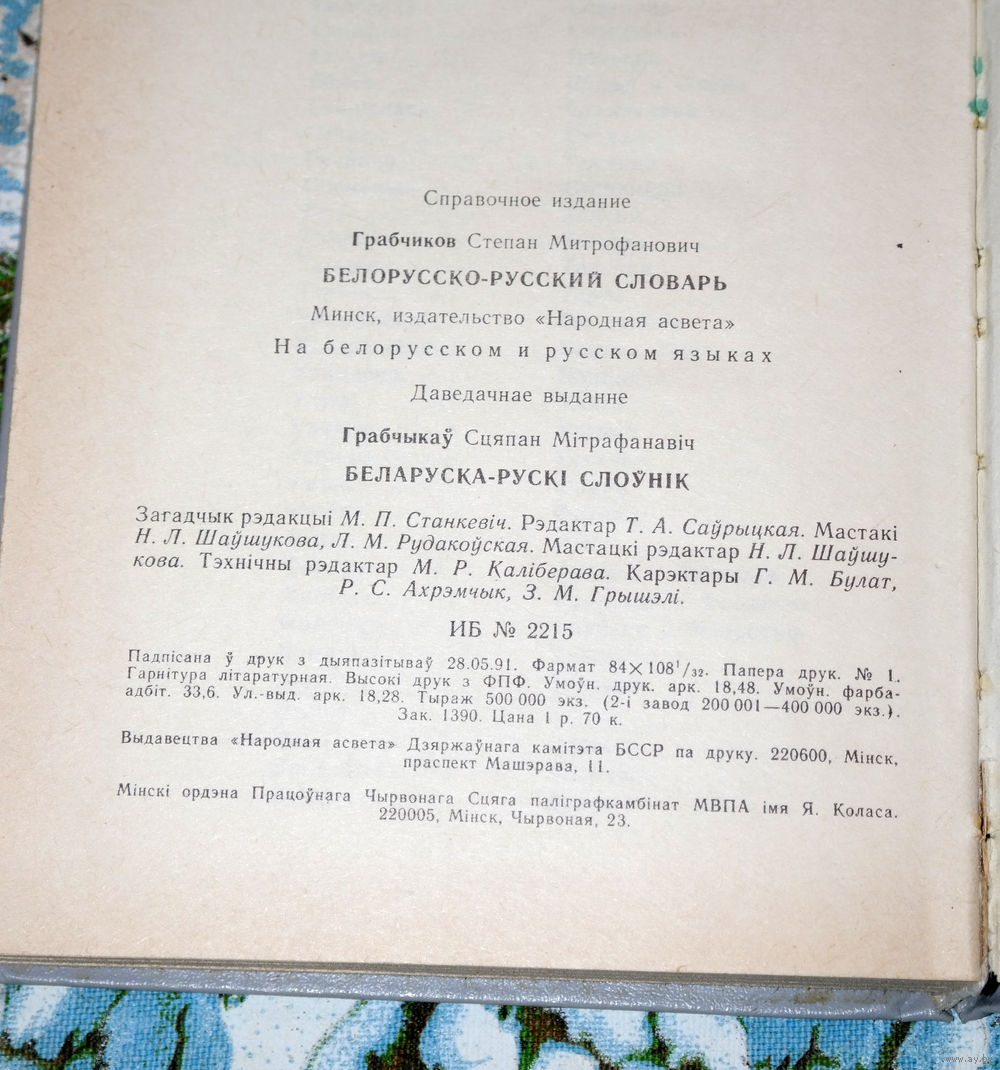 Справочное издание
Грабчиков Степан Митрофанович
БЕЛОРУССКО-РУССКИЙ СЛОВАРЬ
Минск, издательство «Народная асвета»
На белорусском и русском языках
Даведачнае выданне
Грабчыкаў Сцяпан Мітрафанавіч
БЕЛАРУСКА-РУСКІ СЛОЎНІК
Загадчык рэдакцыі М. П. Станкевіч. Рэдактар Т. А. Саўрыцкая. Мастакі
Н. Л. Шаўшукова, Л. М. Рудакоўская. Мастацкі рэдактар Н. Л. Шаўшу-
кова. Тэхнічны рэдактар М. Р. Каліберава. Карэктары Г. М. Булат,
Р. С. Ахрэмчык, З. М. Грышэлі.
ИБ № 2215
Падпісана ў друк з дыяпазітываў 28.05.91. Фармат 84×108¹/₃₂. Папера друк. № 1.
Гарнітура літаратурная. Высокі друк з ФПФ. Умоўн. друк. арк. 18,48. Умоўн. фарба-
адбіт. 33,6. Ул.-выд. арк. 18,28. Тыраж 500 000 экз. (2-і завод 200 001—400 000 экз.).
Зак. 1390. Цана 1 р. 70 к.
Выдавецтва «Народная асвета» Дзяржаўнага камітэта БССР па друку. 220600, Мінск,
праспект Машэрава, 11.
Мінскі ордэна Працоўнага Чырвонага Сцяга паліграфкамбінат МВПА імя Я. Коласа.
220005, Мінск, Чырвоная, 23.